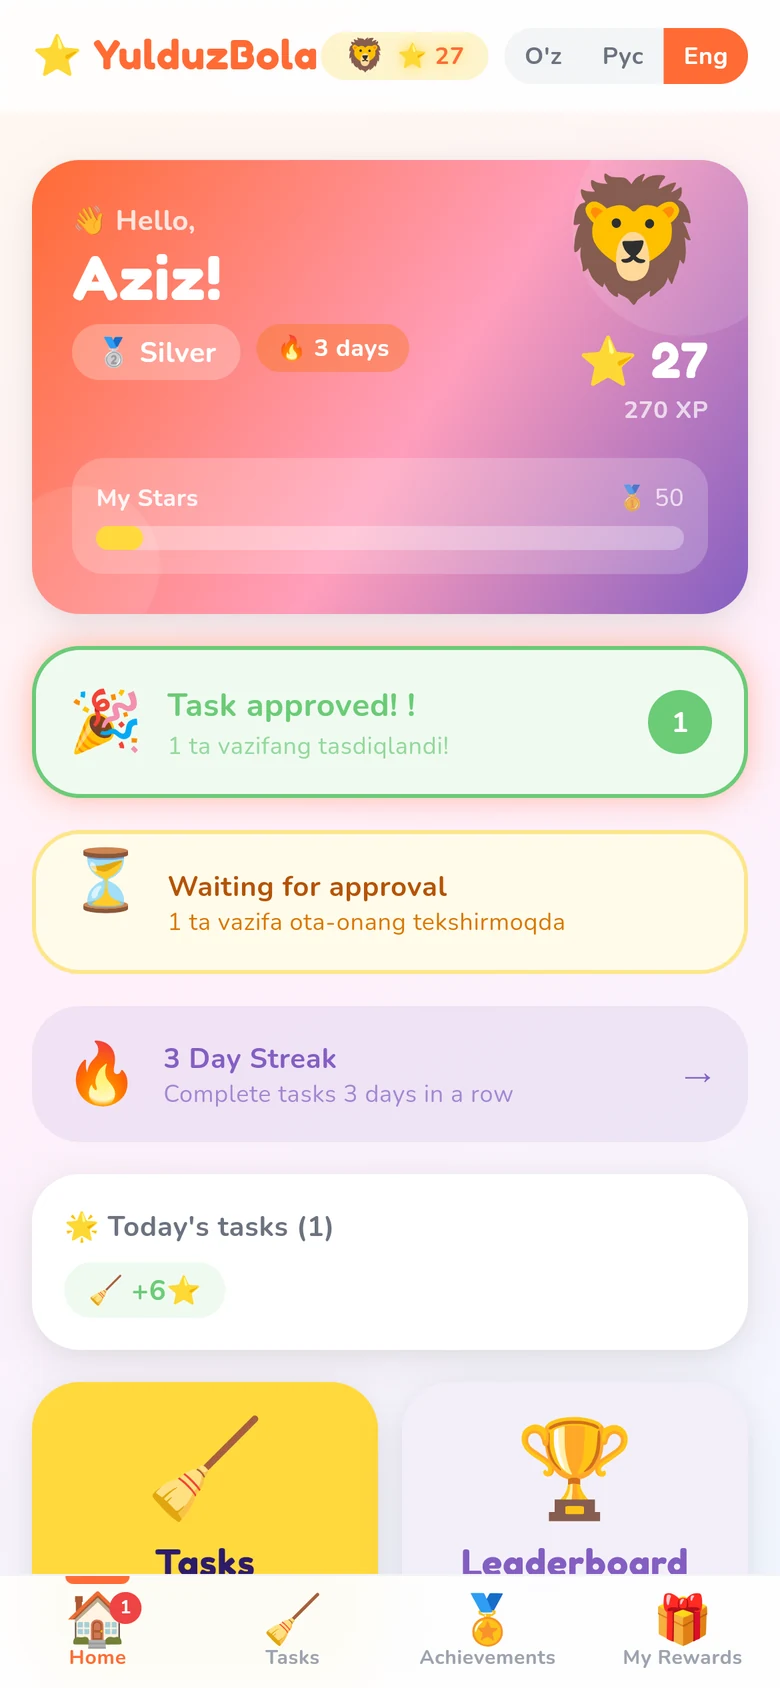 YulduzBola
27
O'z
Рус
Eng
Hello,
Aziz!
Silver
3 days
27
270 XP
My Stars
50
Task approved! !
1 ta vazifang tasdiqlandi!
1
Waiting for approval
1 ta vazifa ota-onang tekshirmoqda
3 Day Streak
Complete tasks 3 days in a row
→
Today's tasks (1)
+6
Tasks
Leaderboard
1
Home
Tasks
Achievements
My Rewards